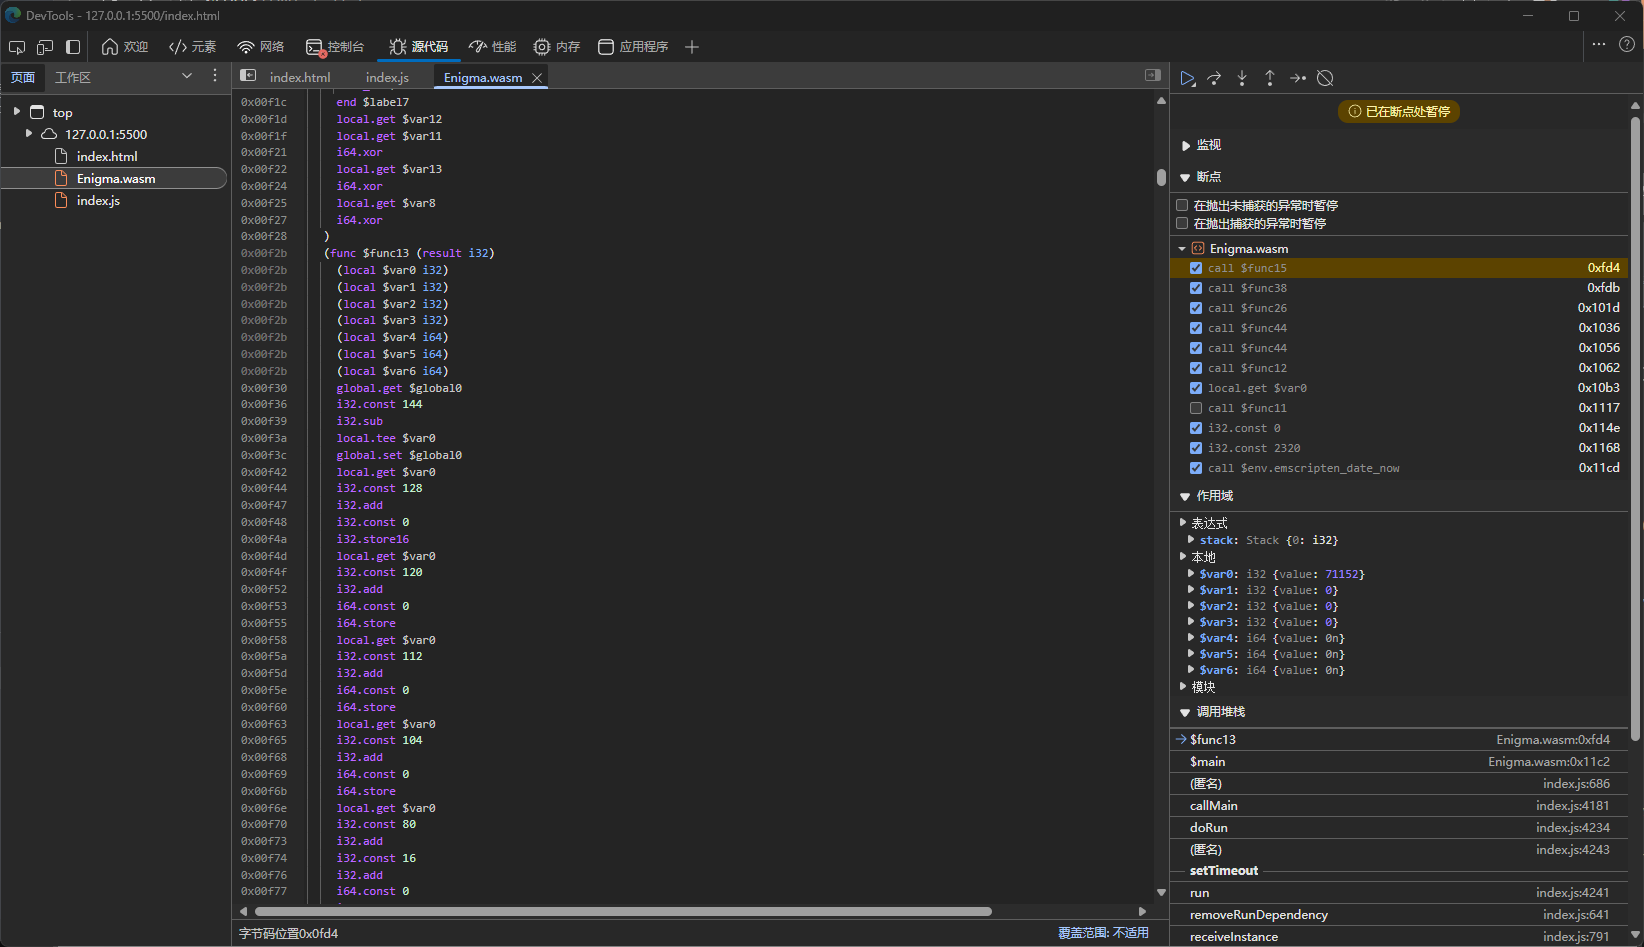 DevTools - 127.0.0.1:5500/index.html
欢迎
元素
网络
控制台
源代码
性能
内存
应用程序
页面
工作区
index.html
index.js
Enigma.wasm
top
127.0.0.1:5500
index.html
Enigma.wasm
index.js
0x00f1c end $label7
0x00f1d local.get $var12
0x00f1f local.get $var11
0x00f21 i64.xor
0x00f22 local.get $var13
0x00f24 i64.xor
0x00f25 local.get $var8
0x00f27 i64.xor
0x00f28 )
0x00f2b (func $func13 (result i32)
0x00f2b (local $var0 i32)
0x00f2b (local $var1 i32)
0x00f2b (local $var2 i32)
0x00f2b (local $var3 i32)
0x00f2b (local $var4 i64)
0x00f2b (local $var5 i64)
0x00f2b (local $var6 i64)
0x00f30 global.get $global0
0x00f36 i32.const 144
0x00f39 i32.sub
0x00f3a local.tee $var0
0x00f3c global.set $global0
0x00f42 local.get $var0
0x00f44 i32.const 128
0x00f47 i32.add
0x00f48 i32.const 0
0x00f4a i32.store16
0x00f4d local.get $var0
0x00f4f i32.const 120
0x00f52 i32.add
0x00f53 i64.const 0
0x00f55 i64.store
0x00f58 local.get $var0
0x00f5a i32.const 112
0x00f5d i32.add
0x00f5e i64.const 0
0x00f60 i64.store
0x00f63 local.get $var0
0x00f65 i32.const 104
0x00f68 i32.add
0x00f69 i64.const 0
0x00f6b i64.store
0x00f6e local.get $var0
0x00f70 i32.const 80
0x00f73 i32.add
0x00f74 i32.const 16
0x00f76 i32.add
0x00f77 i64.const 0
字节码位置0x0fd4
覆盖范围: 不适用
已在断点处暂停
监视
断点
在抛出未捕获的异常时暂停
在抛出捕获的异常时暂停
Enigma.wasm
call $func15 0xfd4
call $func38 0xfdb
call $func26 0x101d
call $func44 0x1036
call $func44 0x1056
call $func12 0x1062
local.get $var0 0x10b3
call $func11 0x1117
i32.const 0 0x114e
i32.const 2320 0x1168
call $env.emscripten_date_now 0x11cd
作用域
表达式
stack: Stack {0: i32}
本地
$var0: i32 {value: 71152}
$var1: i32 {value: 0}
$var2: i32 {value: 0}
$var3: i32 {value: 0}
$var4: i64 {value: 0n}
$var5: i64 {value: 0n}
$var6: i64 {value: 0n}
模块
调用堆栈
$func13 Enigma.wasm:0xfd4
$main Enigma.wasm:0x11c2
(匿名) index.js:686
callMain index.js:4181
doRun index.js:4234
(匿名) index.js:4243
setTimeout
run index.js:4241
removeRunDependency index.js:641
receiveInstance index.js:791